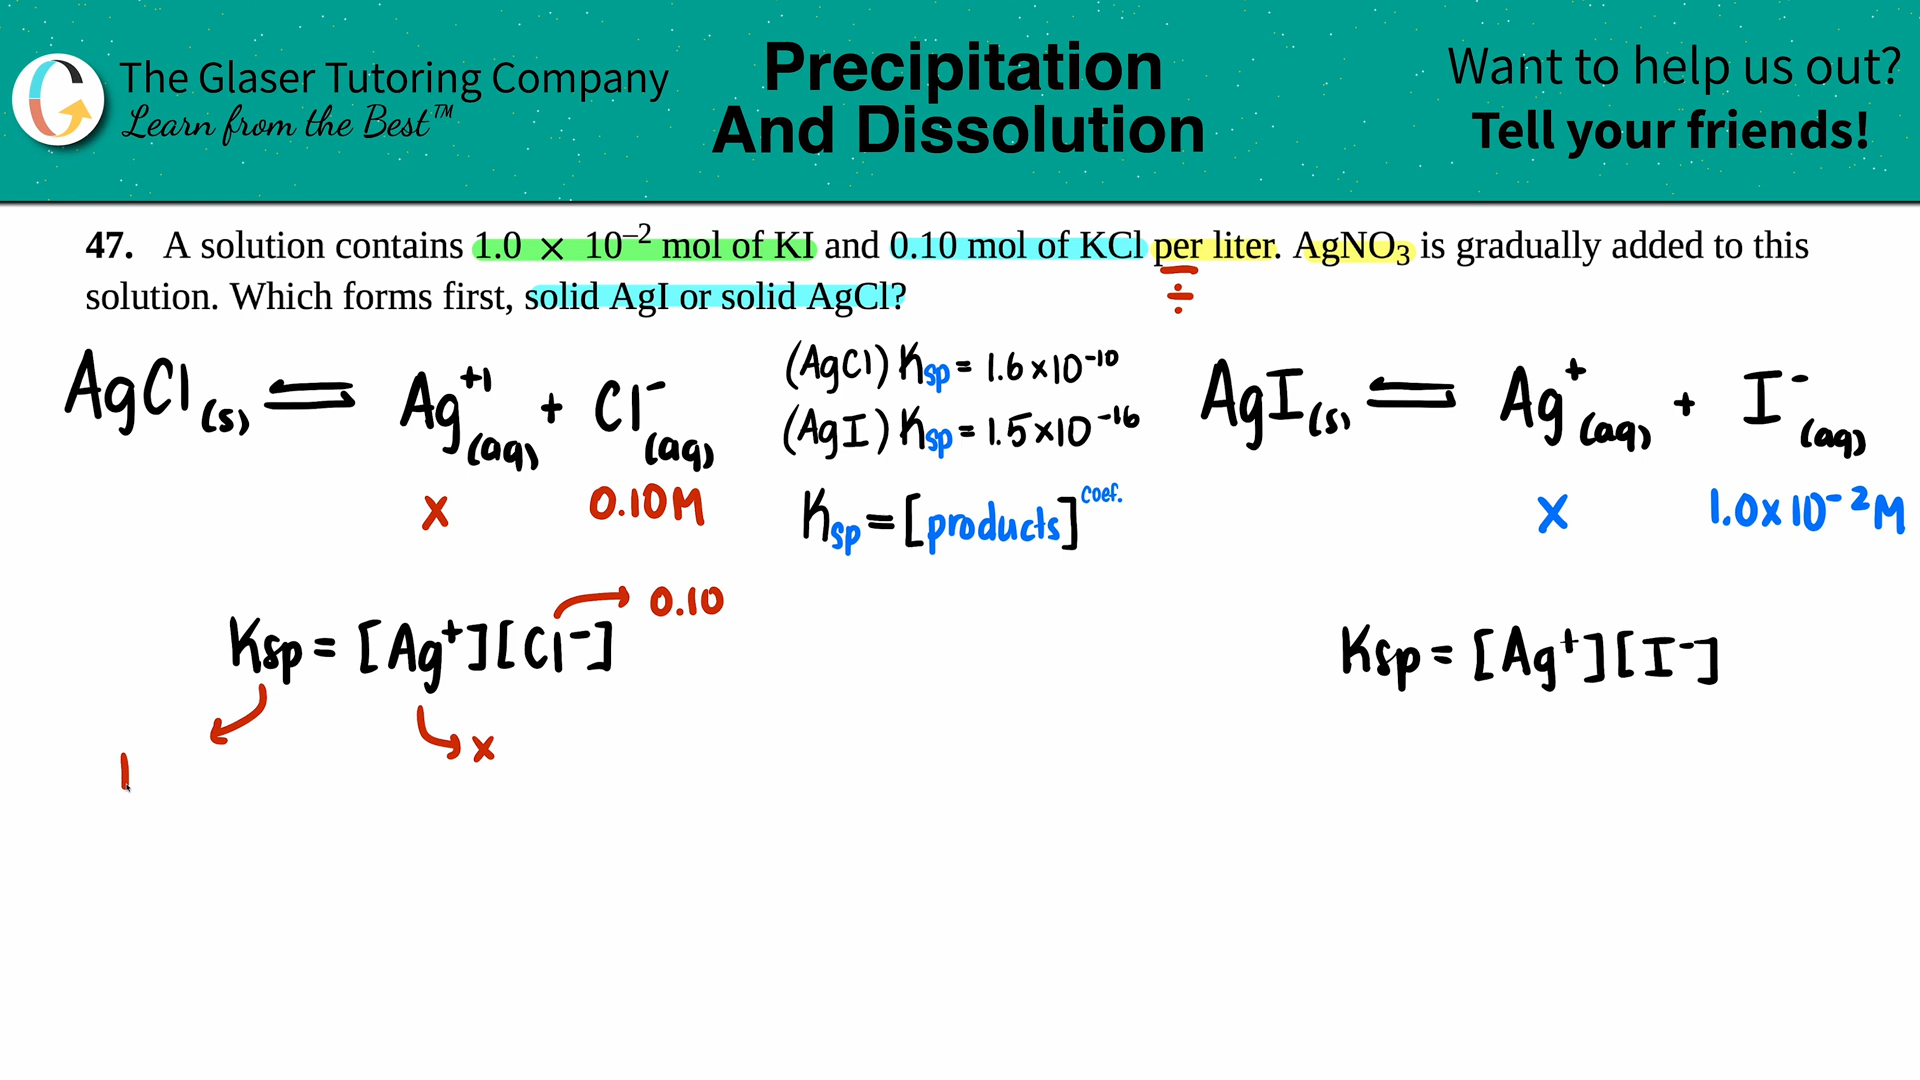 The Glaser Tutoring Company
Learn from the Best™
Precipitation
And Dissolution
Want to help us out?
Tell your friends!
47. A solution contains 1.0 × 10⁻² mol of KI and 0.10 mol of KCl per liter. AgNO₃ is gradually added to this
solution. Which forms first, solid AgI or solid AgCl?
÷
AgCl(s) ⇌ Ag⁺¹(aq) + Cl⁻(aq)
x 0.10M
(AgCl) Ksp = 1.6×10⁻¹⁰
(AgI) Ksp = 1.5×10⁻¹⁶
Ksp = [products]ᶜᵒᵉᶠ·
AgI(s) ⇌ Ag⁺(aq) + I⁻(aq)
x 1.0×10⁻²M
Ksp = [Ag⁺][Cl⁻] → 0.10
→ x
1
Ksp = [Ag⁺][I⁻]